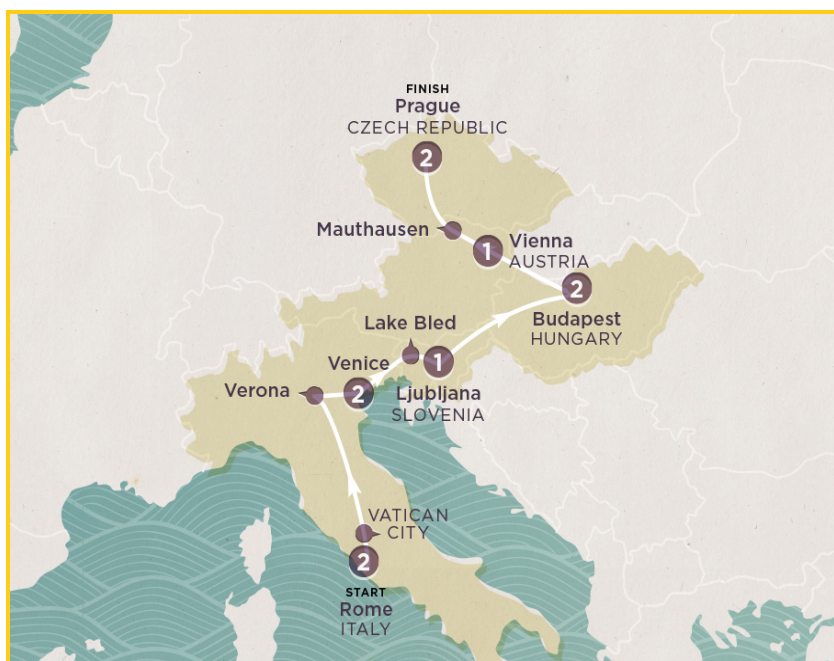 FINISH
Prague
CZECH REPUBLIC
2
Mauthausen
1
Vienna
AUSTRIA
2
Budapest
HUNGARY
Lake Bled
1
Ljubljana
SLOVENIA
Venice
2
Verona
VATICAN
CITY
2
START
Rome
ITALY